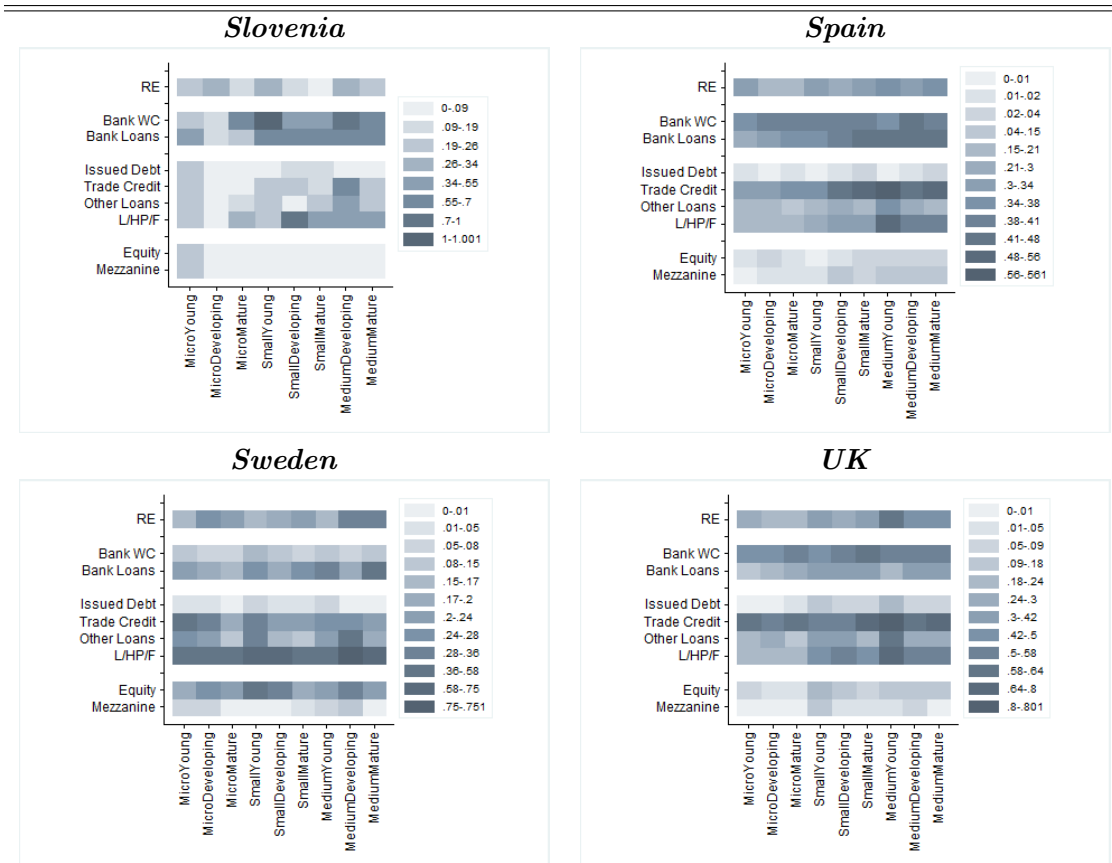 Slovenia
RE
Bank WC
Bank Loans
Issued Debt
Trade Credit
Other Loans
L/HP/F
Equity
Mezzanine
MicroYoung
MicroDeveloping
MicroMature
SmallYoung
SmallDeveloping
SmallMature
MediumDeveloping
MediumMature
0-.09
.09-.19
.19-.26
.26-.34
.34-.55
.55-.7
.7-1
1-1.001
Spain
RE
Bank WC
Bank Loans
Issued Debt
Trade Credit
Other Loans
L/HP/F
Equity
Mezzanine
MicroYoung
MicroDeveloping
MicroMature
SmallYoung
SmallDeveloping
SmallMature
MediumYoung
MediumDeveloping
MediumMature
0-.01
.01-.02
.02-.04
.04-.15
.15-.21
.21-.3
.3-.34
.34-.38
.38-.41
.41-.48
.48-.56
.56-.561
Sweden
RE
Bank WC
Bank Loans
Issued Debt
Trade Credit
Other Loans
L/HP/F
Equity
Mezzanine
MicroYoung
MicroDeveloping
MicroMature
SmallYoung
SmallDeveloping
SmallMature
MediumYoung
MediumDeveloping
MediumMature
0-.01
.01-.05
.05-.08
.08-.15
.15-.17
.17-.2
.2-.24
.24-.28
.28-.36
.36-.58
.58-.75
.75-.751
UK
RE
Bank WC
Bank Loans
Issued Debt
Trade Credit
Other Loans
L/HP/F
Equity
Mezzanine
MicroYoung
MicroDeveloping
MicroMature
SmallYoung
SmallDeveloping
SmallMature
MediumYoung
MediumDeveloping
MediumMature
0-.01
.01-.05
.05-.09
.09-.18
.18-.24
.24-.3
.3-.42
.42-.5
.5-.58
.58-.64
.64-.8
.8-.801